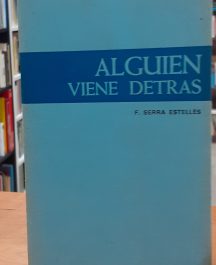 ALGUIEN
VIENE DETRAS
F. SERRA ESTELLÉS